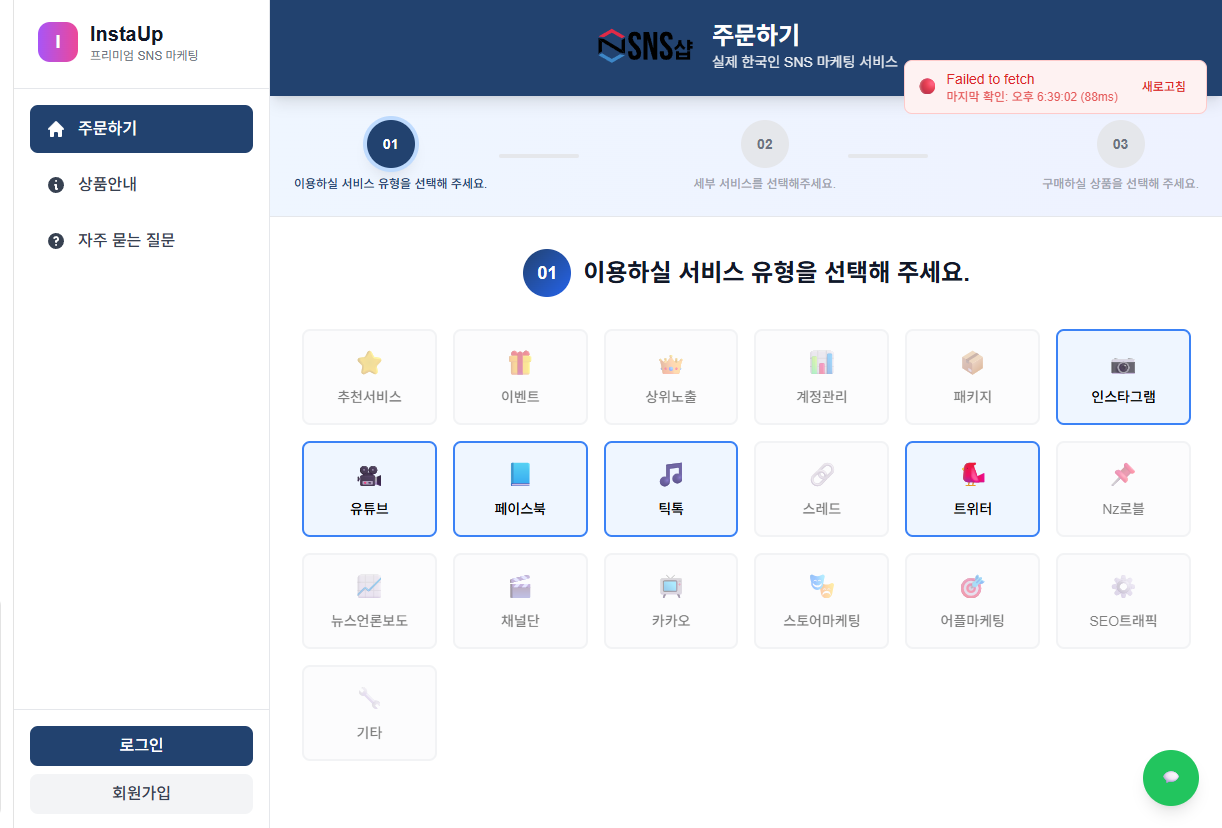 I
InstaUp
프리미엄 SNS 마케팅
주문하기
상품안내
자주 묻는 질문
로그인
회원가입
NSNS샵
주문하기
실제 한국인 SNS 마케팅 서비스
Failed to fetch
마지막 확인: 오후 6:39:02 (88ms)
새로고침
01
이용하실 서비스 유형을 선택해 주세요.
02
세부 서비스를 선택해주세요.
03
구매하실 상품을 선택해 주세요.
01
이용하실 서비스 유형을 선택해 주세요.
추천서비스
이벤트
상위노출
계정관리
패키지
인스타그램
유튜브
페이스북
틱톡
스레드
트위터
Nz로블
뉴스언론보도
채널단
카카오
스토어마케팅
어플마케팅
SEO트래픽
기타